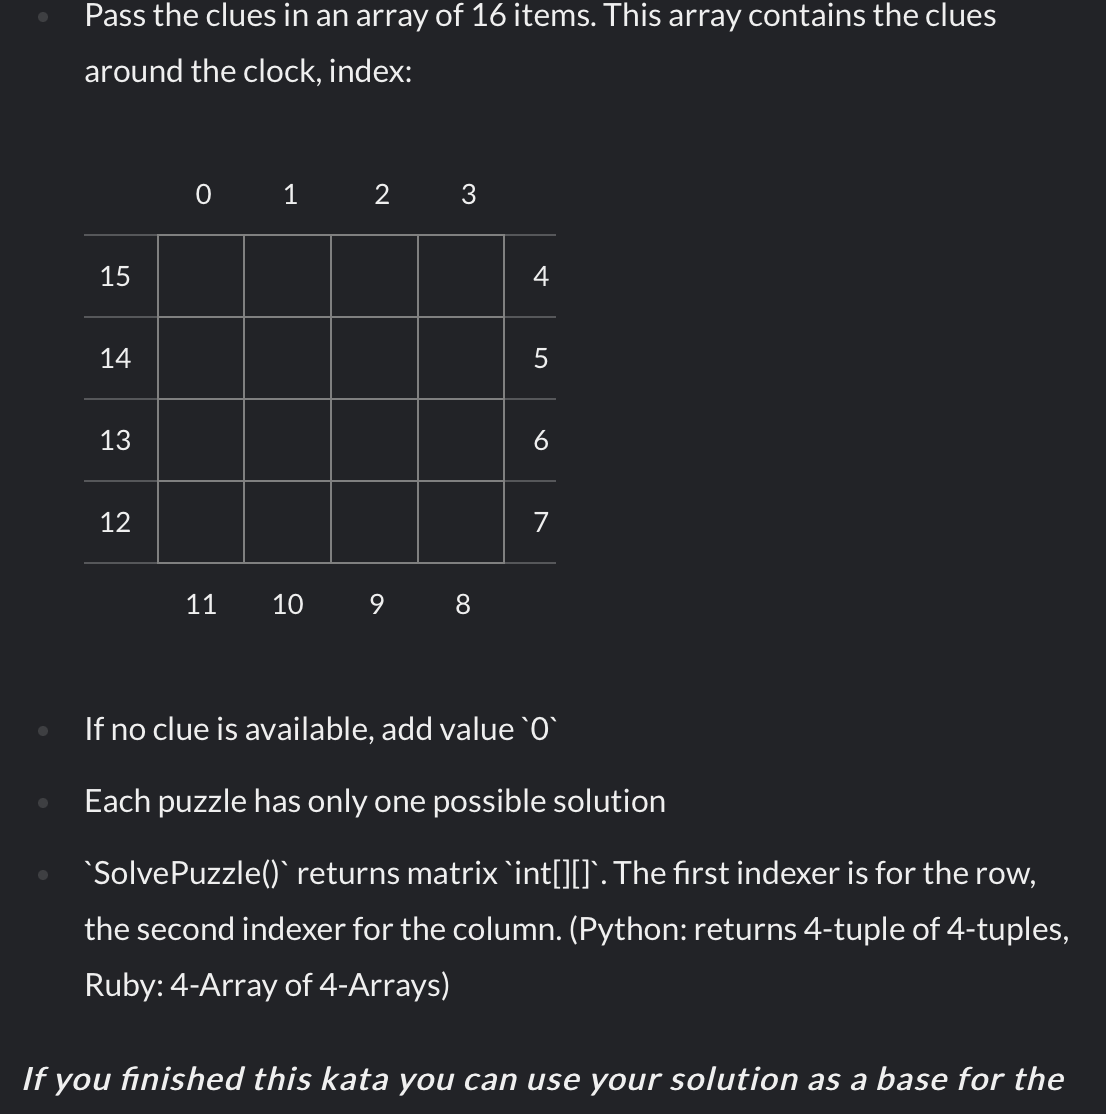 Pass the clues in an array of 16 items. This array contains the clues
around the clock, index:
0 1 2 3
15 4
14 5
13 6
12 7
11 10 9 8
If no clue is available, add value `0`
Each puzzle has only one possible solution
`SolvePuzzle()` returns matrix `int[][]`. The first indexer is for the row,
the second indexer for the column. (Python: returns 4-tuple of 4-tuples,
Ruby: 4-Array of 4-Arrays)
If you finished this kata you can use your solution as a base for the